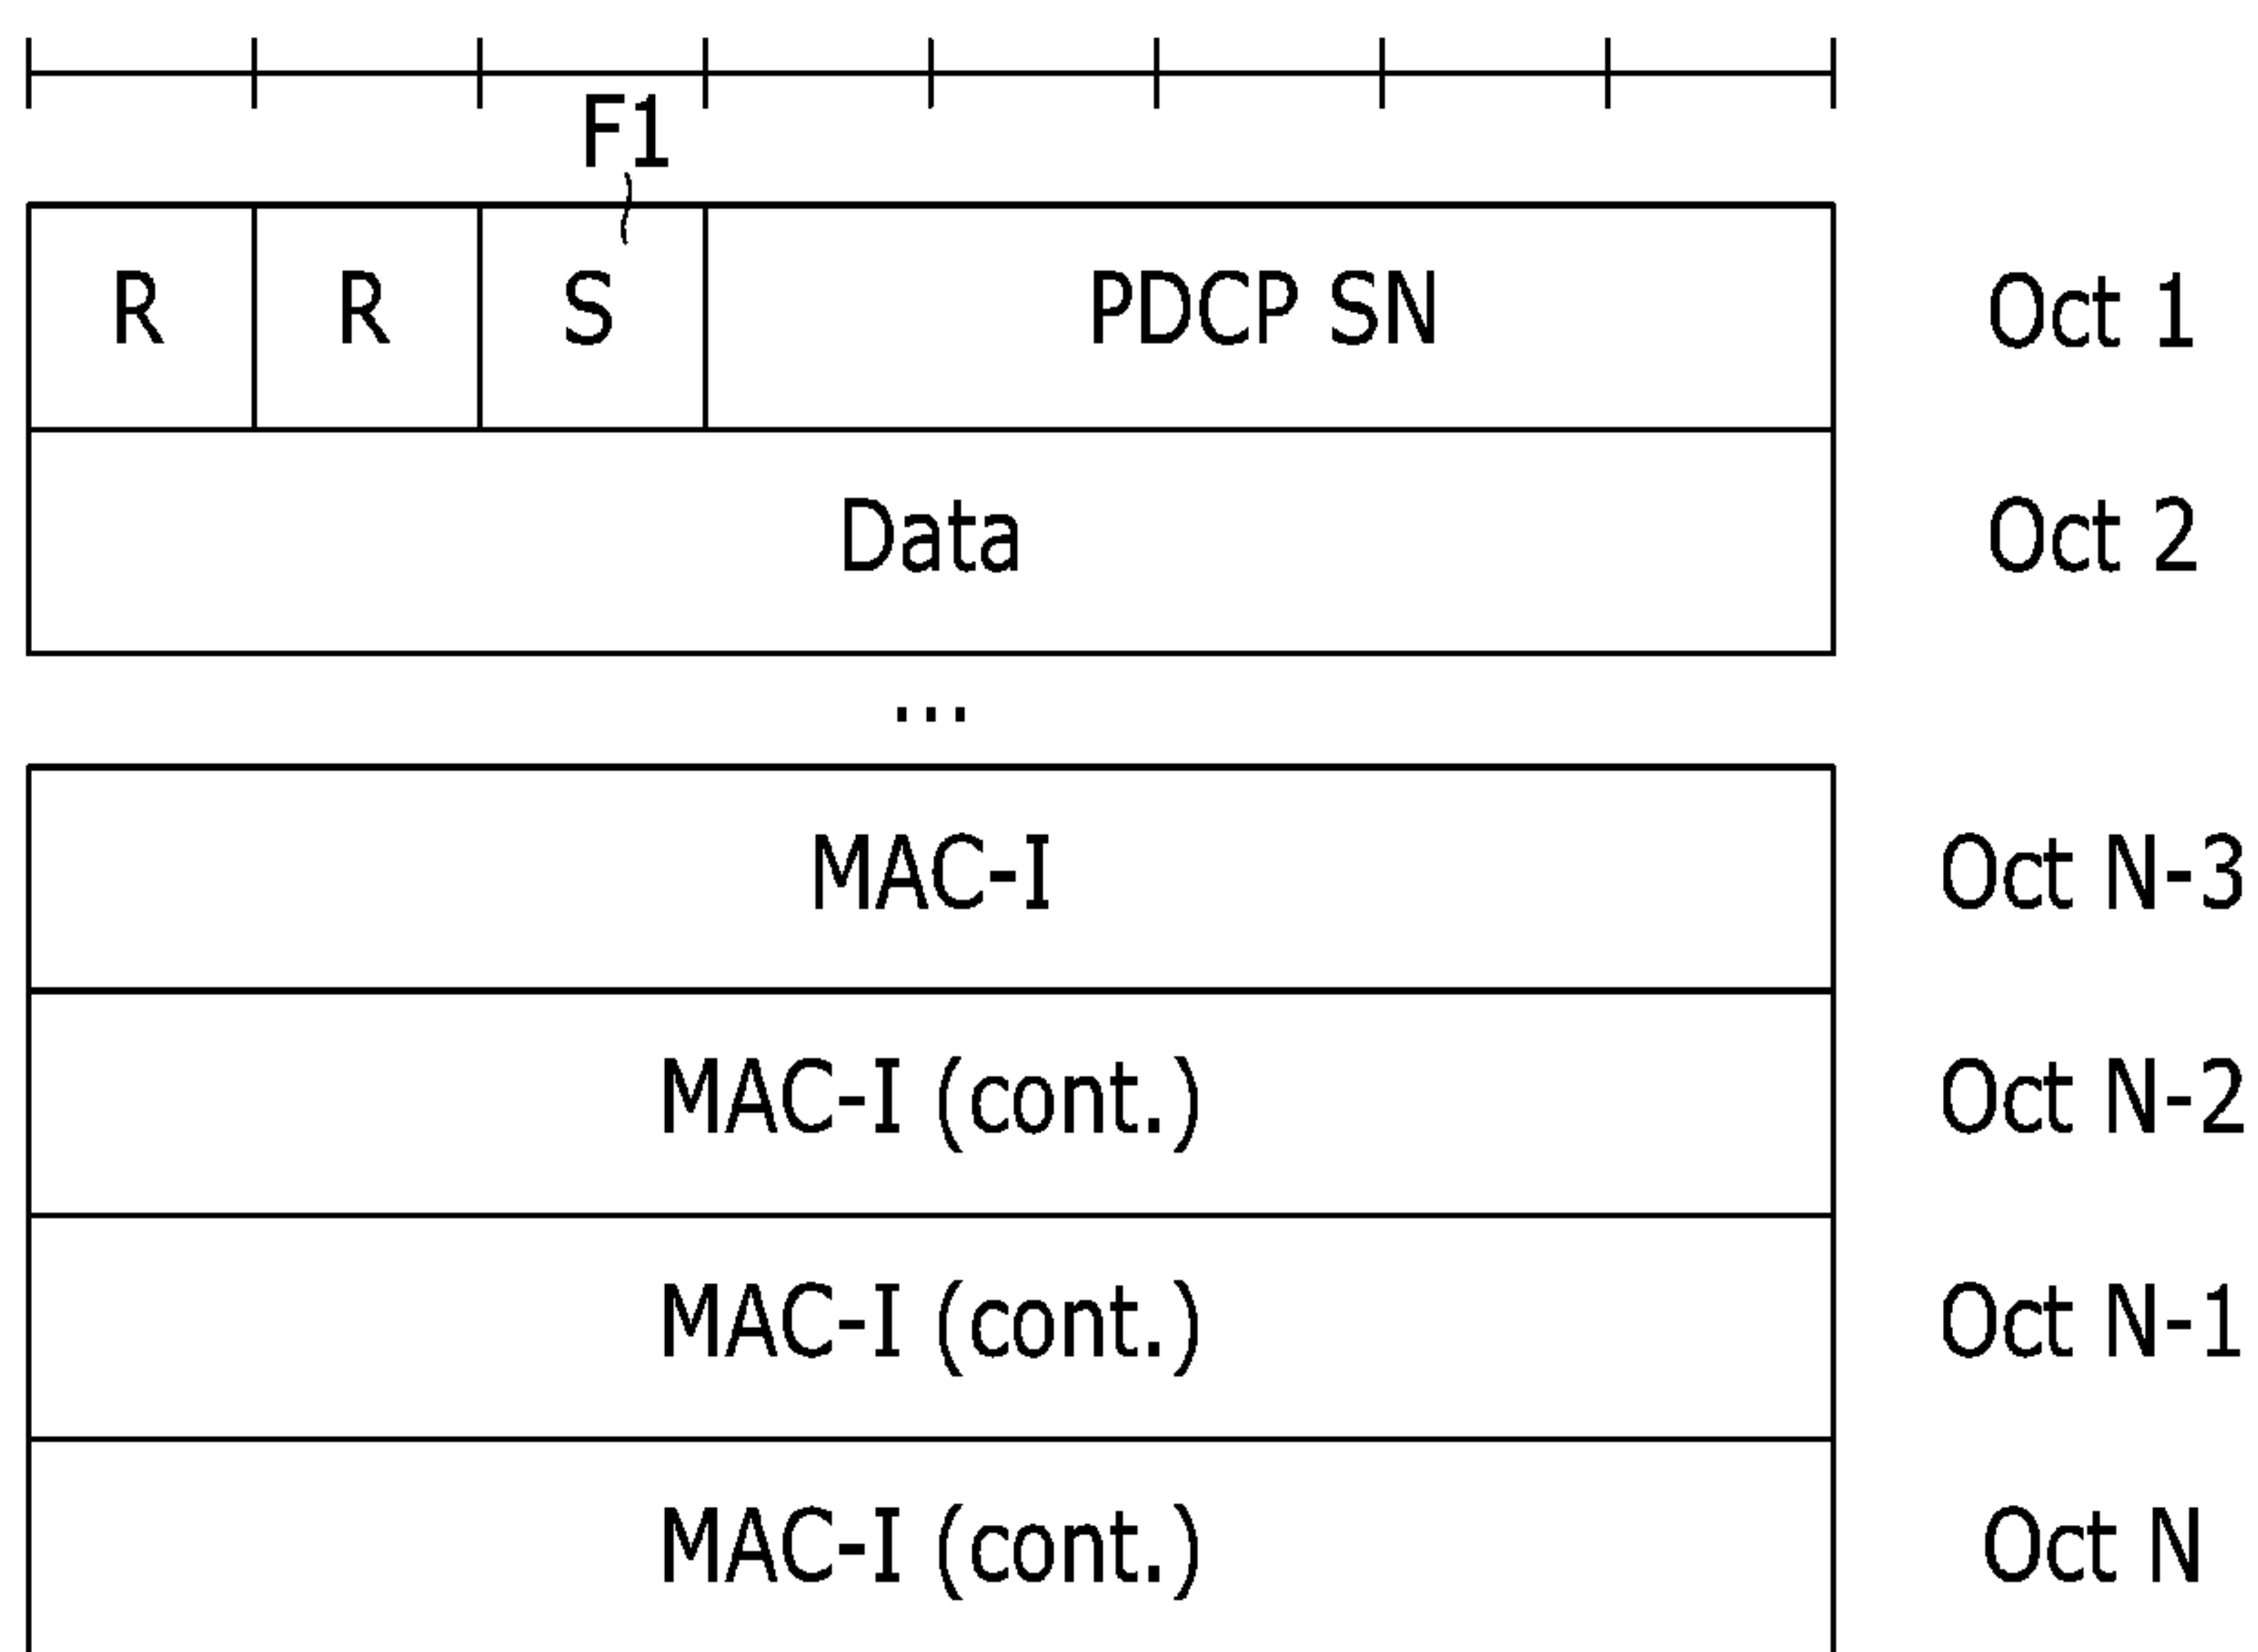 F1
R R S PDCP SN Oct 1
Data Oct 2
...
MAC-I Oct N-3
MAC-I (cont.) Oct N-2
MAC-I (cont.) Oct N-1
MAC-I (cont.) Oct N